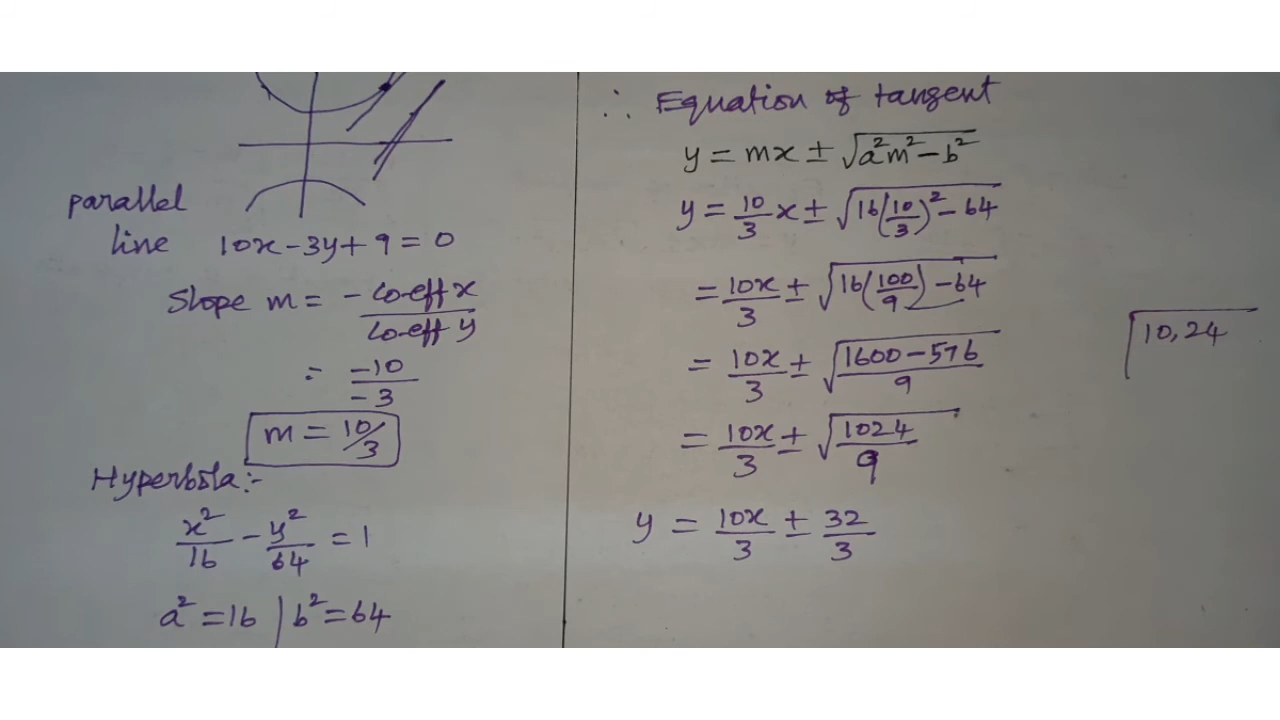 parallel
line 10x-3y+9=0
Slope m = - co-eff x / co-eff y
= -10 / -3
m = 10/3
Hyperbola:-
x²/16 - y²/64 = 1
a² = 16 | b² = 64
∴ Equation of tangent
y = mx ± √(a²m² - b²)
y = 10/3 x ± √(16(10/3)² - 64)
= 10x/3 ± √(16(100/9) - 64)
= 10x/3 ± √((1600 - 576)/9)
= 10x/3 ± √(1024/9)
y = 10x/3 ± 32/3
√10,24